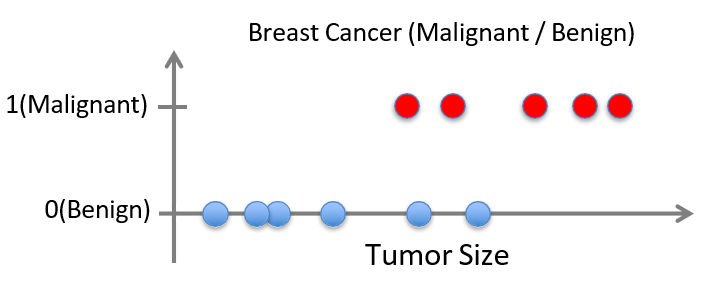 Breast Cancer (Malignant / Benign)
1(Malignant)
0(Benign)
Tumor Size